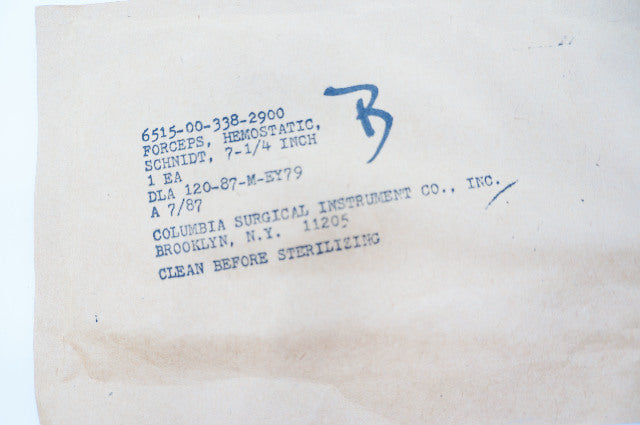 6515-00-338-2900
FORCEPS, HEMOSTATIC,
SCHNIDT, 7-1/4 INCH
1 EA
DLA 120-87-M-EY79
A 7/87
COLUMBIA SURGICAL INSTRUMENT CO., INC.
BROOKLYN, N.Y. 11205
CLEAN BEFORE STERILIZING